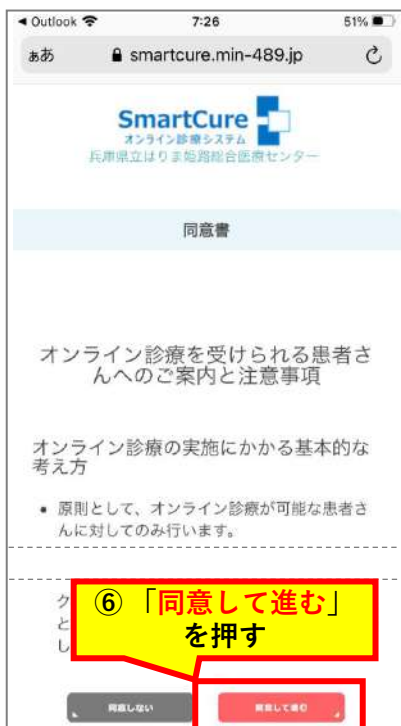 ◀ Outlook 7:26 51%
ぁあ smartcure.min-489.jp
SmartCure
オンライン診療システム
兵庫県立はりま姫路総合医療センター
同意書
オンライン診療を受けられる患者さ
んへのご案内と注意事項
オンライン診療の実施にかかる基本的な
考え方
• 原則として、オンライン診療が可能な患者さ
んに対してのみ行います。
ク
と
し
⑥ 「同意して進む」
を押す
同意しない 同意して進む